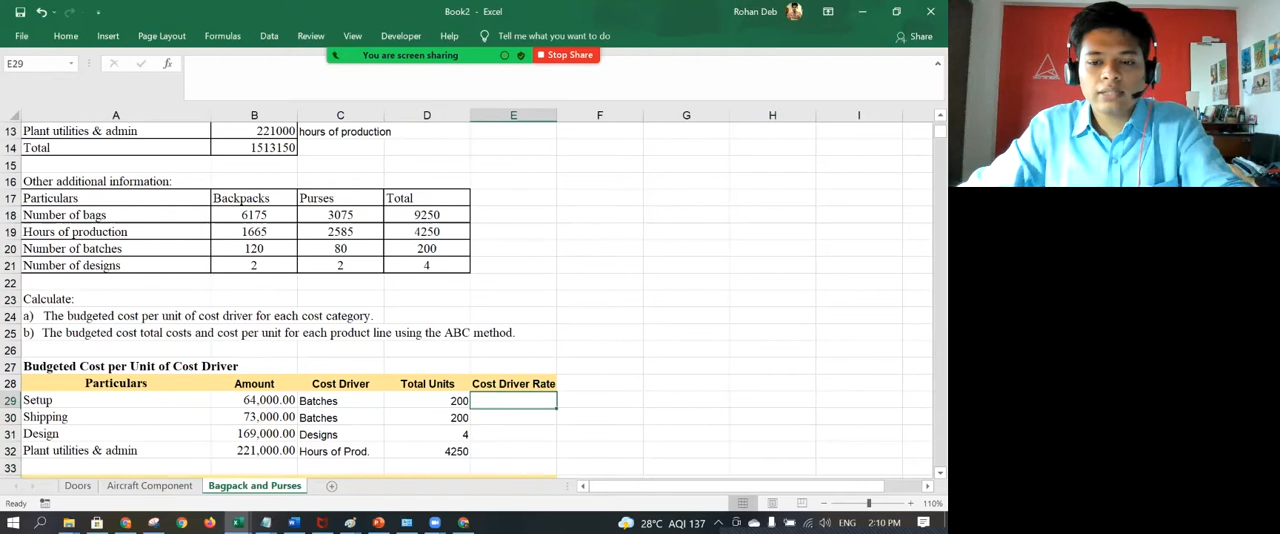 Book2 - Excel
Rohan Deb
File Home Insert Page Layout Formulas Data Review View Developer Help Tell me what you want to do Share
You are screen sharing Stop Share
E29 fx
A B C D E F G H I
13 Plant utilities & admin 221000 hours of production
14 Total 1513150
15
16 Other additional information:
17 Particulars Backpacks Purses Total
18 Number of bags 6175 3075 9250
19 Hours of production 1665 2585 4250
20 Number of batches 120 80 200
21 Number of designs 2 2 4
22
23 Calculate:
24 a) The budgeted cost per unit of cost driver for each cost category.
25 b) The budgeted cost total costs and cost per unit for each product line using the ABC method.
26
27 Budgeted Cost per Unit of Cost Driver
28 Particulars Amount Cost Driver Total Units Cost Driver Rate
29 Setup 64,000.00 Batches 200
30 Shipping 73,000.00 Batches 200
31 Design 169,000.00 Designs 4
32 Plant utilities & admin 221,000.00 Hours of Prod. 4250
33
Doors Aircraft Component Bagpack and Purses
Ready 110%
28°C AQI 137 ENG 2:10 PM